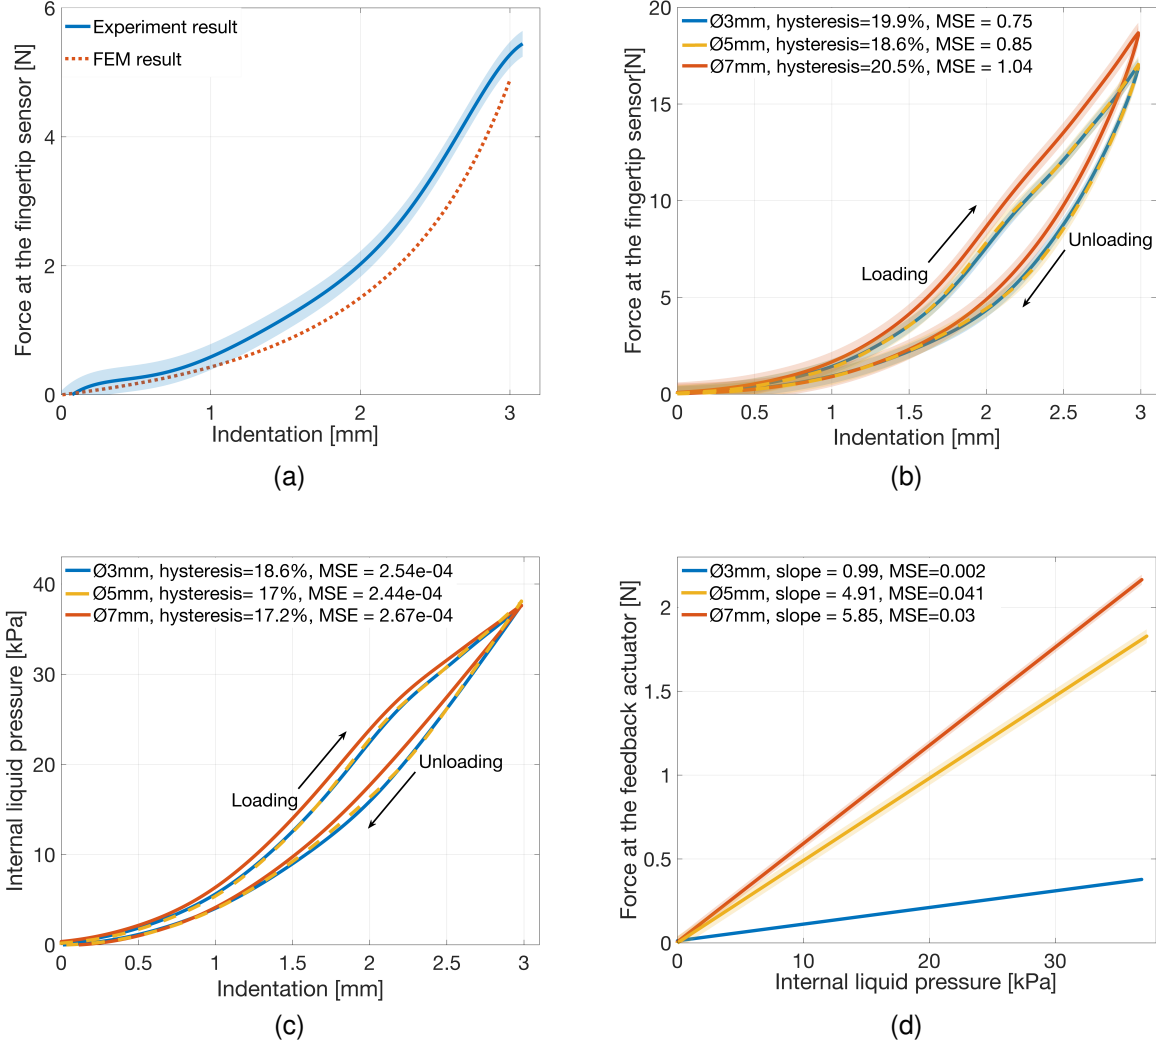 6
4
2
0
Force at the fingertip sensor [N]
Experiment result
FEM result
0
1
2
3
Indentation [mm]
(a)
20
15
10
5
0
Force at the fingertip sensor[N]
Ø3mm, hysteresis=19.9%, MSE = 0.75
Ø5mm, hysteresis=18.6%, MSE = 0.85
Ø7mm, hysteresis=20.5%, MSE = 1.04
Loading
Unloading
0
0.5
1
1.5
2
2.5
3
Indentation [mm]
(b)
40
30
20
10
0
Internal liquid pressure [kPa]
Ø3mm, hysteresis=18.6%, MSE = 2.54e-04
Ø5mm, hysteresis= 17%, MSE = 2.44e-04
Ø7mm, hysteresis=17.2%, MSE = 2.67e-04
Loading
Unloading
0
0.5
1
1.5
2
2.5
3
Indentation [mm]
(c)
2
1.5
1
0.5
0
Force at the feedback actuator [N]
Ø3mm, slope = 0.99, MSE=0.002
Ø5mm, slope = 4.91, MSE=0.041
Ø7mm, slope = 5.85, MSE=0.03
0
10
20
30
Internal liquid pressure [kPa]
(d)